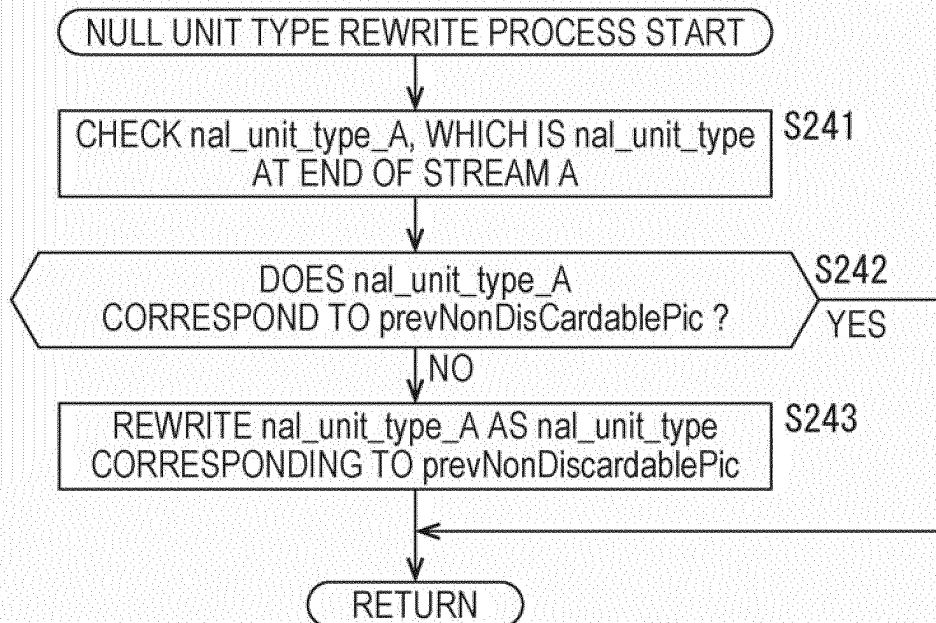 NULL UNIT TYPE REWRITE PROCESS START
CHECK nal_unit_type_A, WHICH IS nal_unit_type
AT END OF STREAM A
S241
DOES nal_unit_type_A
CORRESPOND TO prevNonDisCardablePic ?
S242
YES
NO
REWRITE nal_unit_type_A AS nal_unit_type
CORRESPONDING TO prevNonDiscardablePic
S243
RETURN